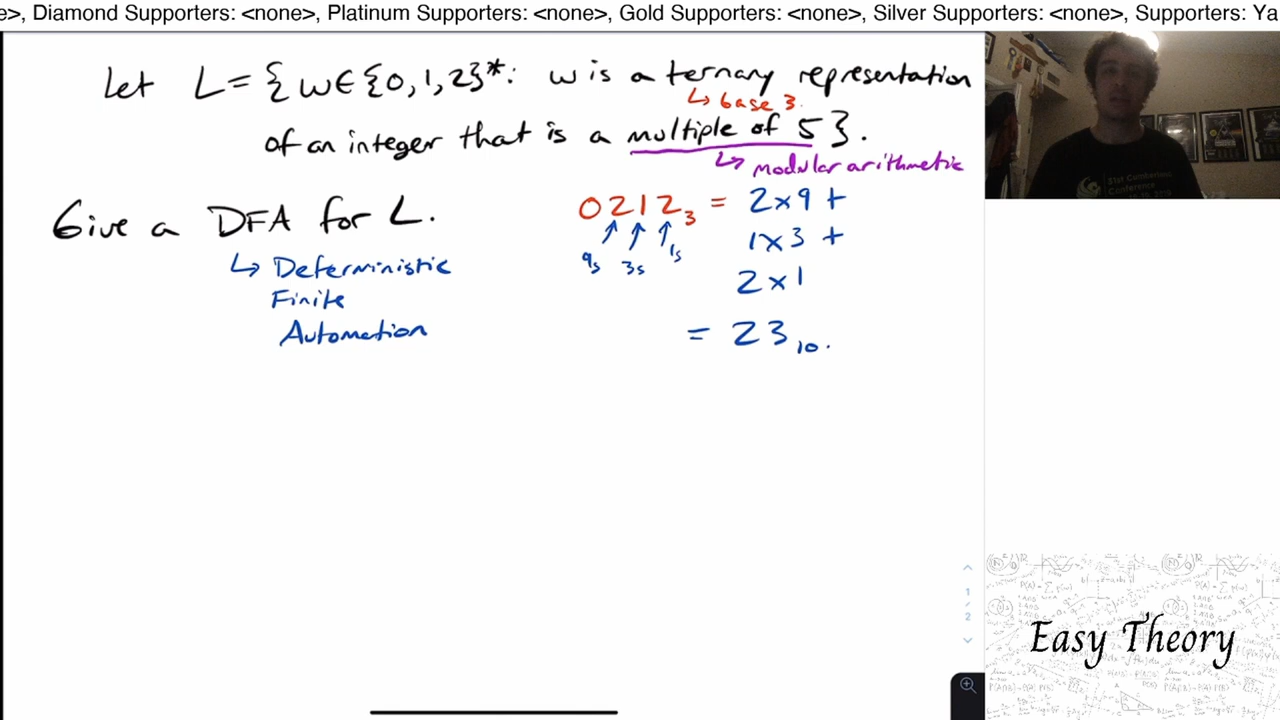 e>, Diamond Supporters: <none>, Platinum Supporters: <none>, Gold Supporters: <none>, Silver Supporters: <none>, Supporters: Ya
Let L = { w ∈ {0, 1, 2}*: w is a ternary representation
↳ base 3.
of an integer that is a multiple of 5 }.
↳ modular arithmetic
Give a DFA for L.
↳ Deterministic
Finite
Automation
0212₃ = 2×9 +
1×3 +
2×1
9s 3s 1s
= 23₁₀.
1
/
2
Easy Theory